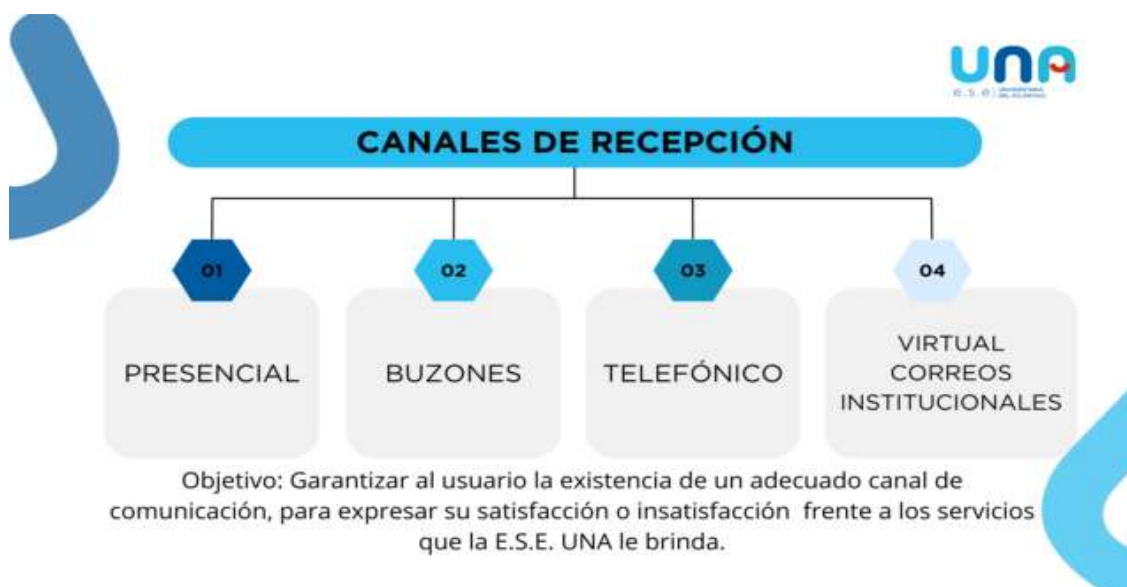 UNA
e.s.e
CANALES DE RECEPCIÓN
01
02
03
04
PRESENCIAL
BUZONES
TELEFÓNICO
VIRTUAL
CORREOS
INSTITUCIONALES
Objetivo: Garantizar al usuario la existencia de un adecuado canal de
comunicación, para expresar su satisfacción o insatisfacción frente a los servicios
que la E.S.E. UNA le brinda.